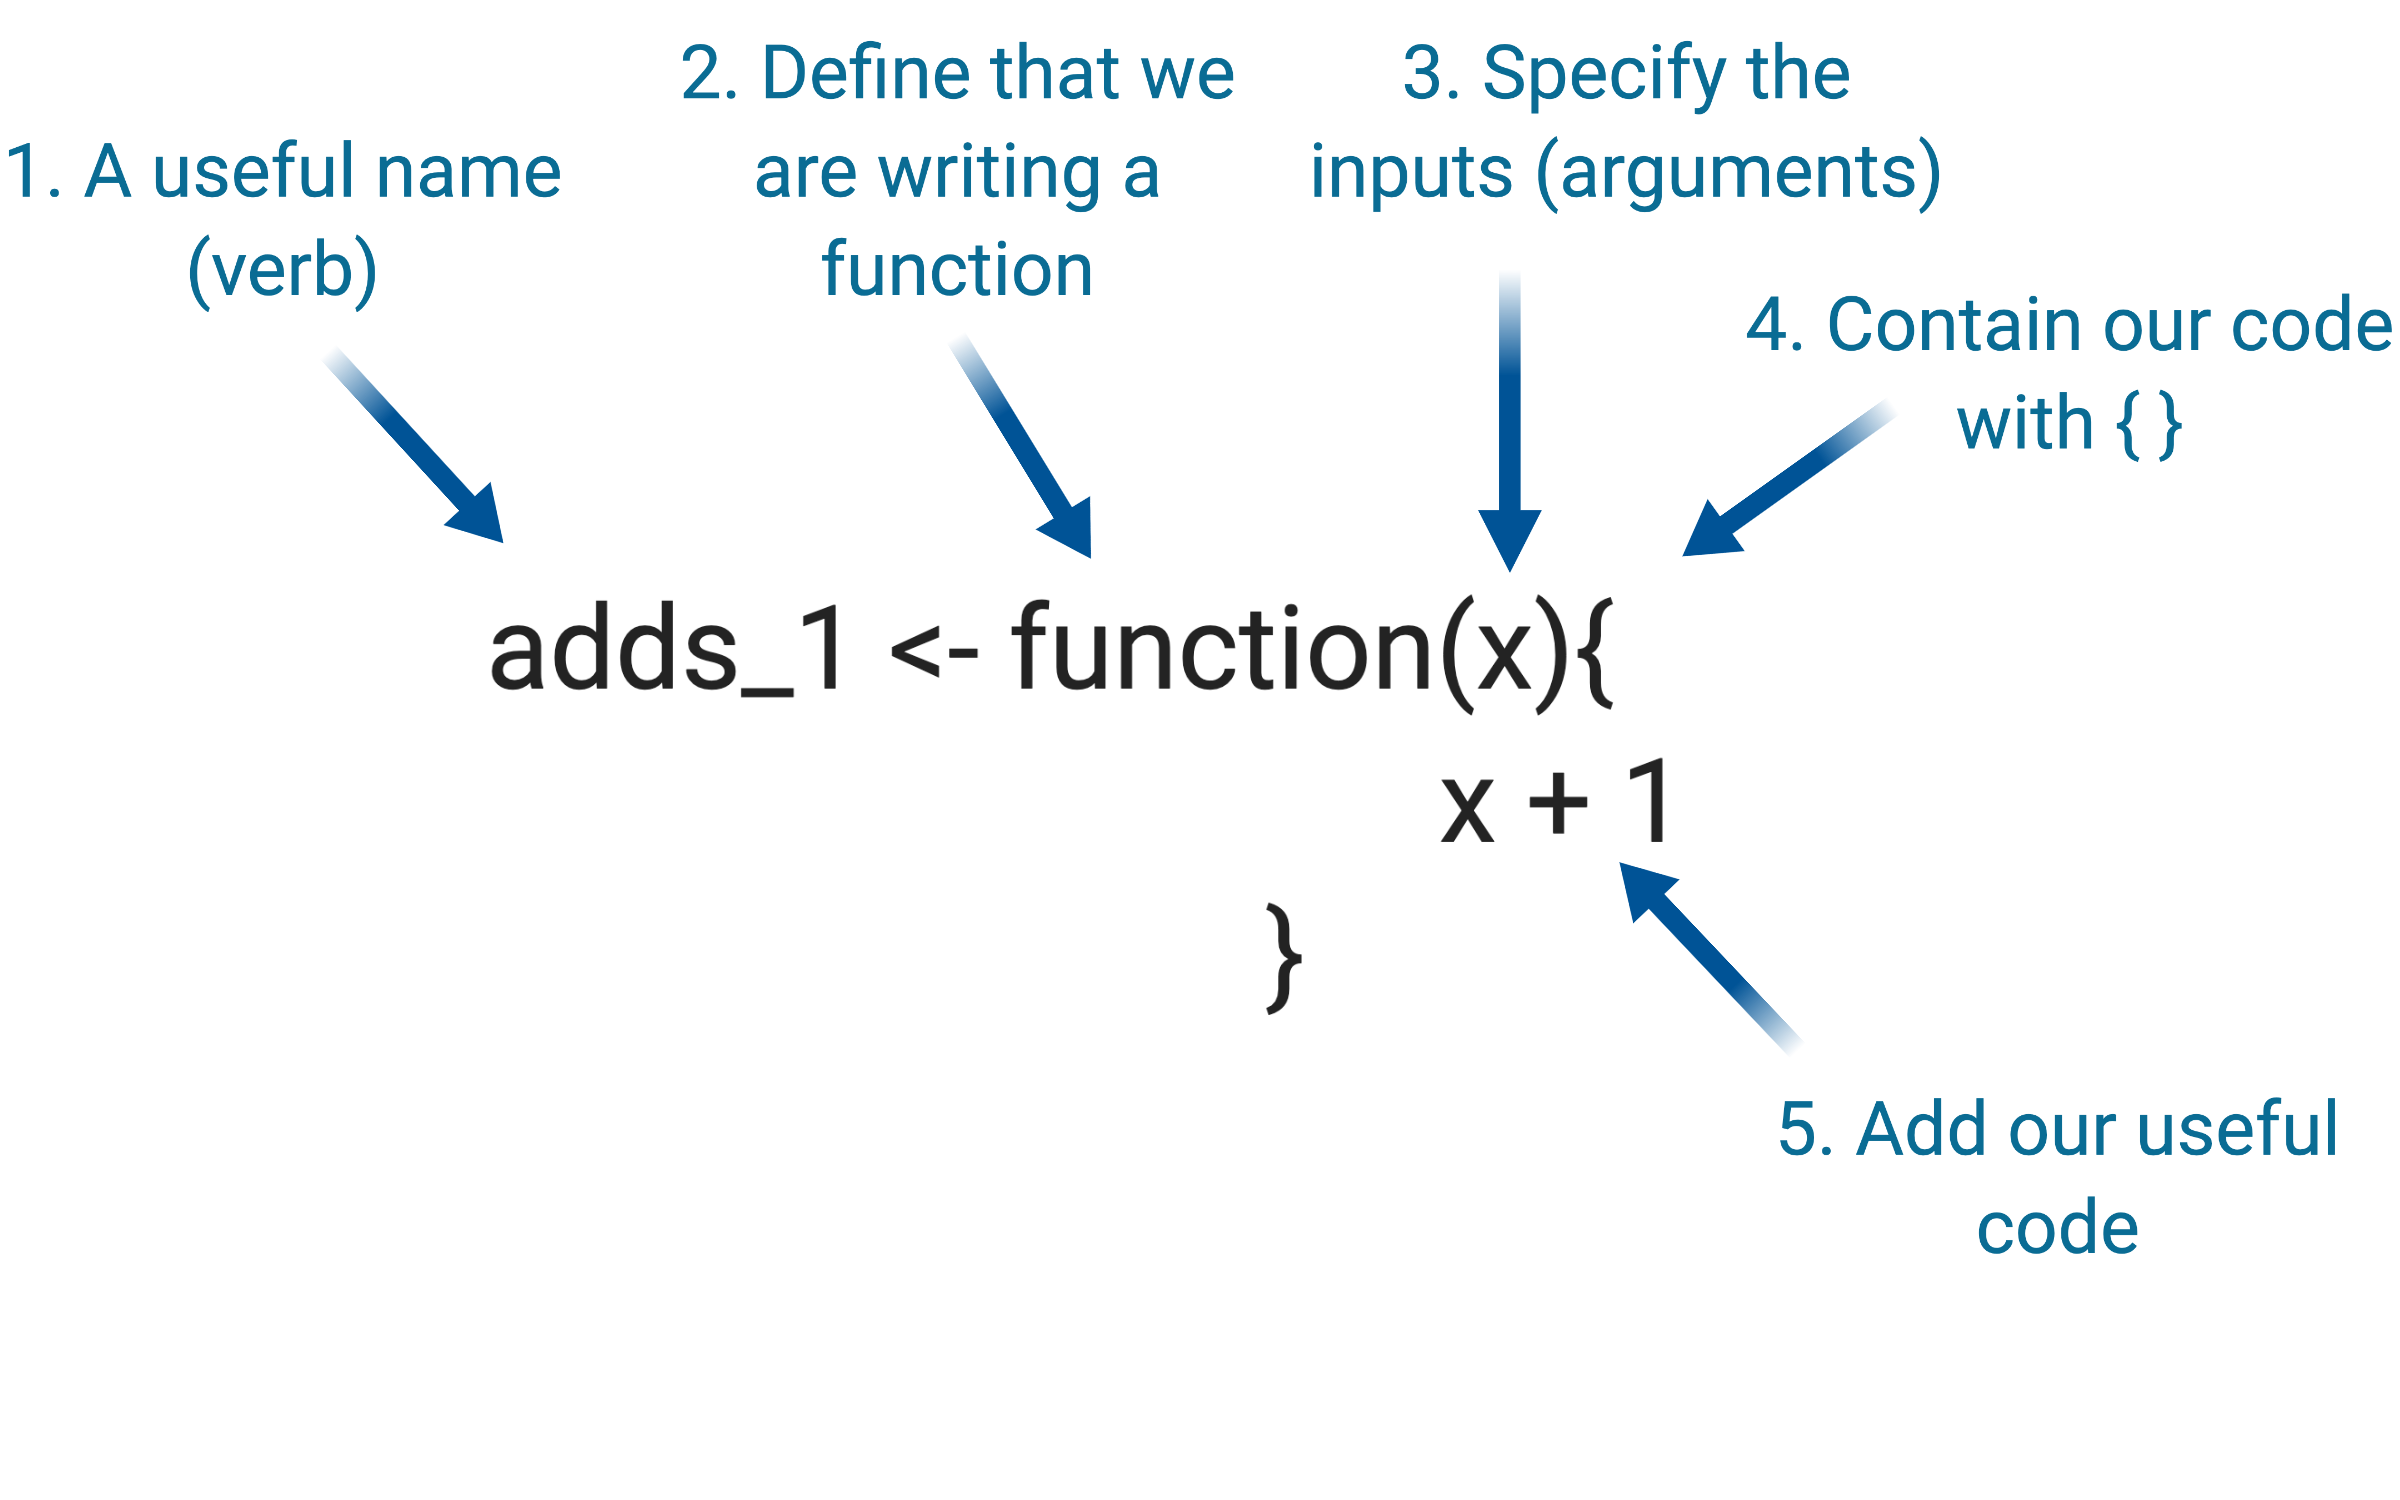 1. A useful name
(verb)
2. Define that we
are writing a
function
3. Specify the
inputs (arguments)
4. Contain our code
with { }
adds_1 <- function(x){
x + 1
}
5. Add our useful
code